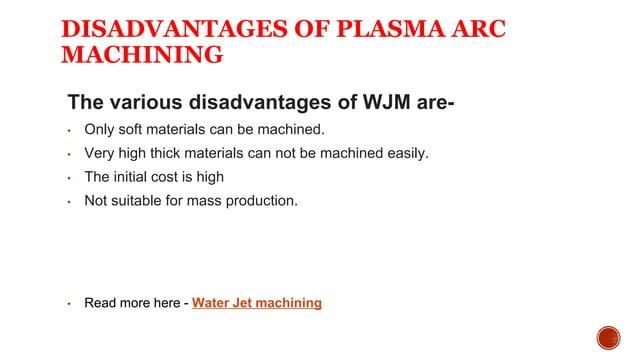 DISADVANTAGES OF PLASMA ARC
MACHINING
The various disadvantages of WJM are-
• Only soft materials can be machined.
• Very high thick materials can not be machined easily.
• The initial cost is high
• Not suitable for mass production.
• Read more here - Water Jet machining